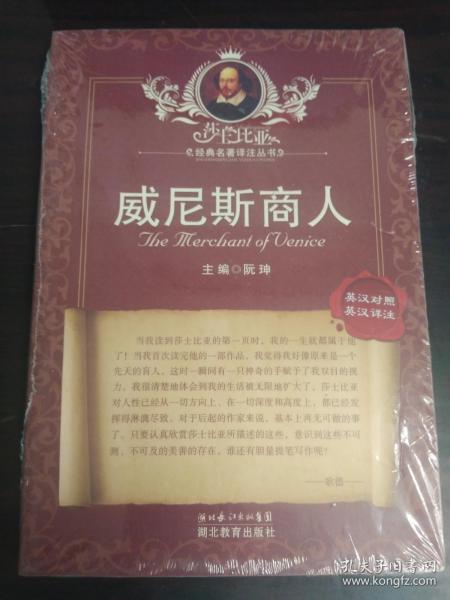 莎士比亚
经典名著译注丛书
威尼斯商人
The Merchant of Venice
主编◎阮珅
英汉对照
英汉详注
当我读到莎士比亚的第一页时，我的一生就都属于他
了！当我首次读完他的一部作品，我觉得我好像原来是一个
先天的盲人，这时一瞬间有一只神奇的手赋予了我双目的视
力。我很清楚地体会到我的生活被无限地扩大了。莎士比亚
对人性已经从一切方向上、在一切深度和高度上，都已经发
挥得淋漓尽致。对于后起的作家来说，基本上再无可做的事
了。只要认真欣赏莎士比亚所描述的这些，意识到这些不可
测、不可及的美善的存在，谁还有胆量提笔写作呢？
——歌德——
湖北长江出版集团
湖北教育出版社
孔夫子旧书网
www.kongfz.com